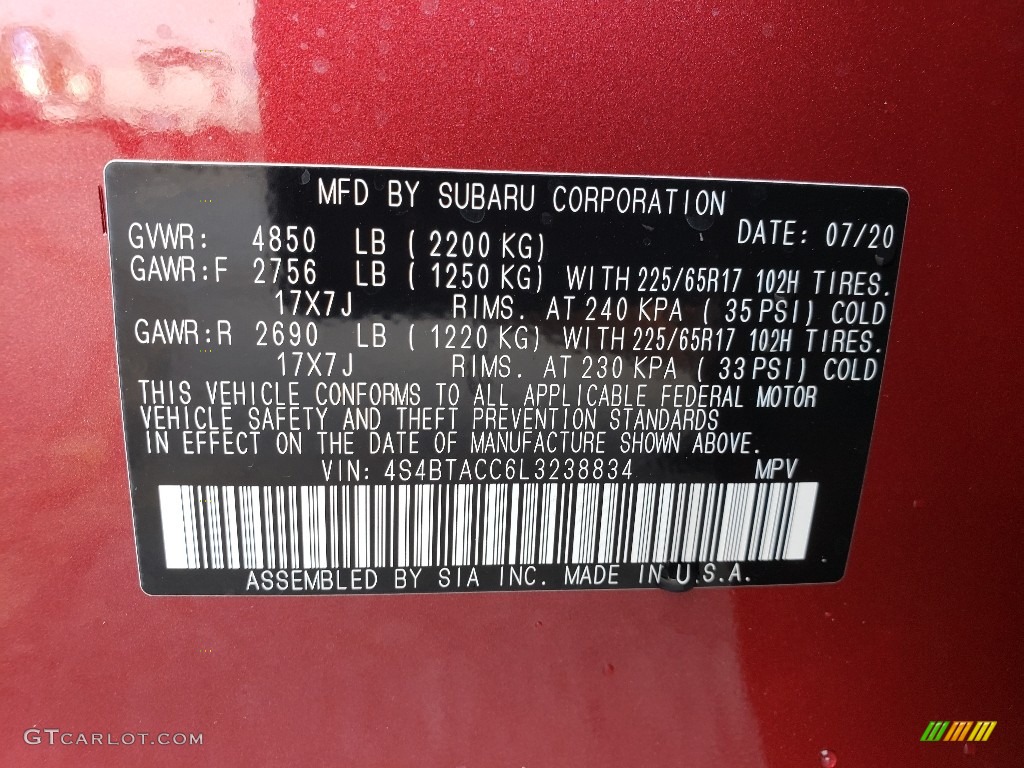 MFD BY SUBARU CORPORATION
DATE: 07/20
GVWR: 4850 LB ( 2200 KG)
GAWR:F 2756 LB ( 1250 KG) WITH 225/65R17 102H TIRES.
17X7J RIMS. AT 240 KPA ( 35 PSI) COLD
GAWR:R 2690 LB ( 1220 KG) WITH 225/65R17 102H TIRES.
17X7J RIMS. AT 230 KPA ( 33 PSI) COLD
THIS VEHICLE CONFORMS TO ALL APPLICABLE FEDERAL MOTOR
VEHICLE SAFETY AND THEFT PREVENTION STANDARDS
IN EFFECT ON THE DATE OF MANUFACTURE SHOWN ABOVE.
VIN: 4S4BTACC6L3238834 MPV
ASSEMBLED BY SIA INC. MADE IN U.S.A.
GTCARLOT.COM